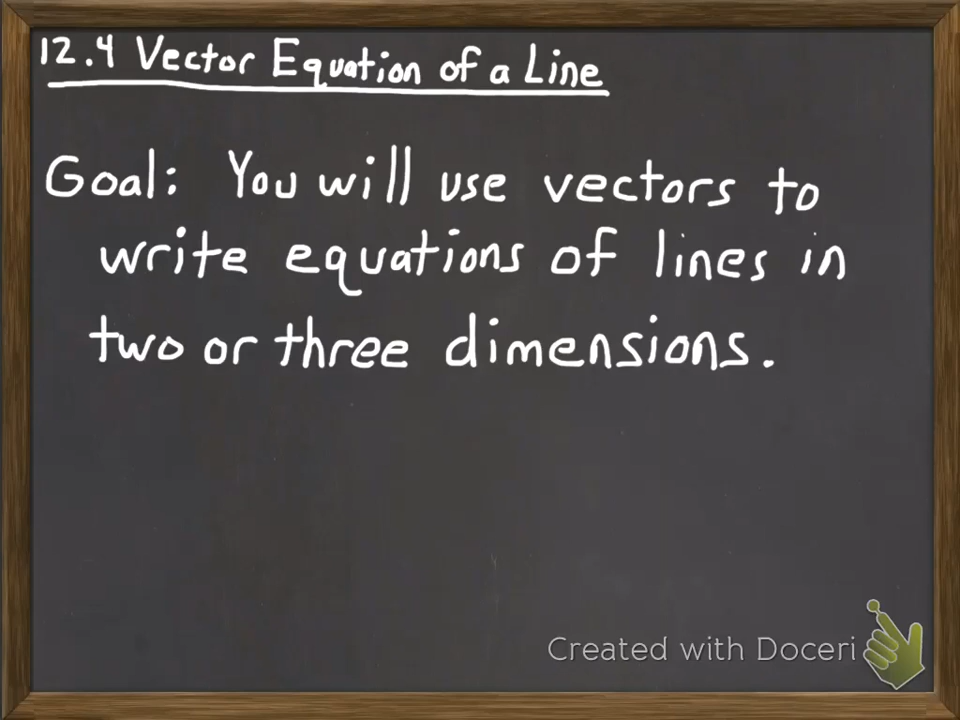 12.4 Vector Equation of a Line
Goal: You will use vectors to
write equations of lines in
two or three dimensions.
Created with Doceri